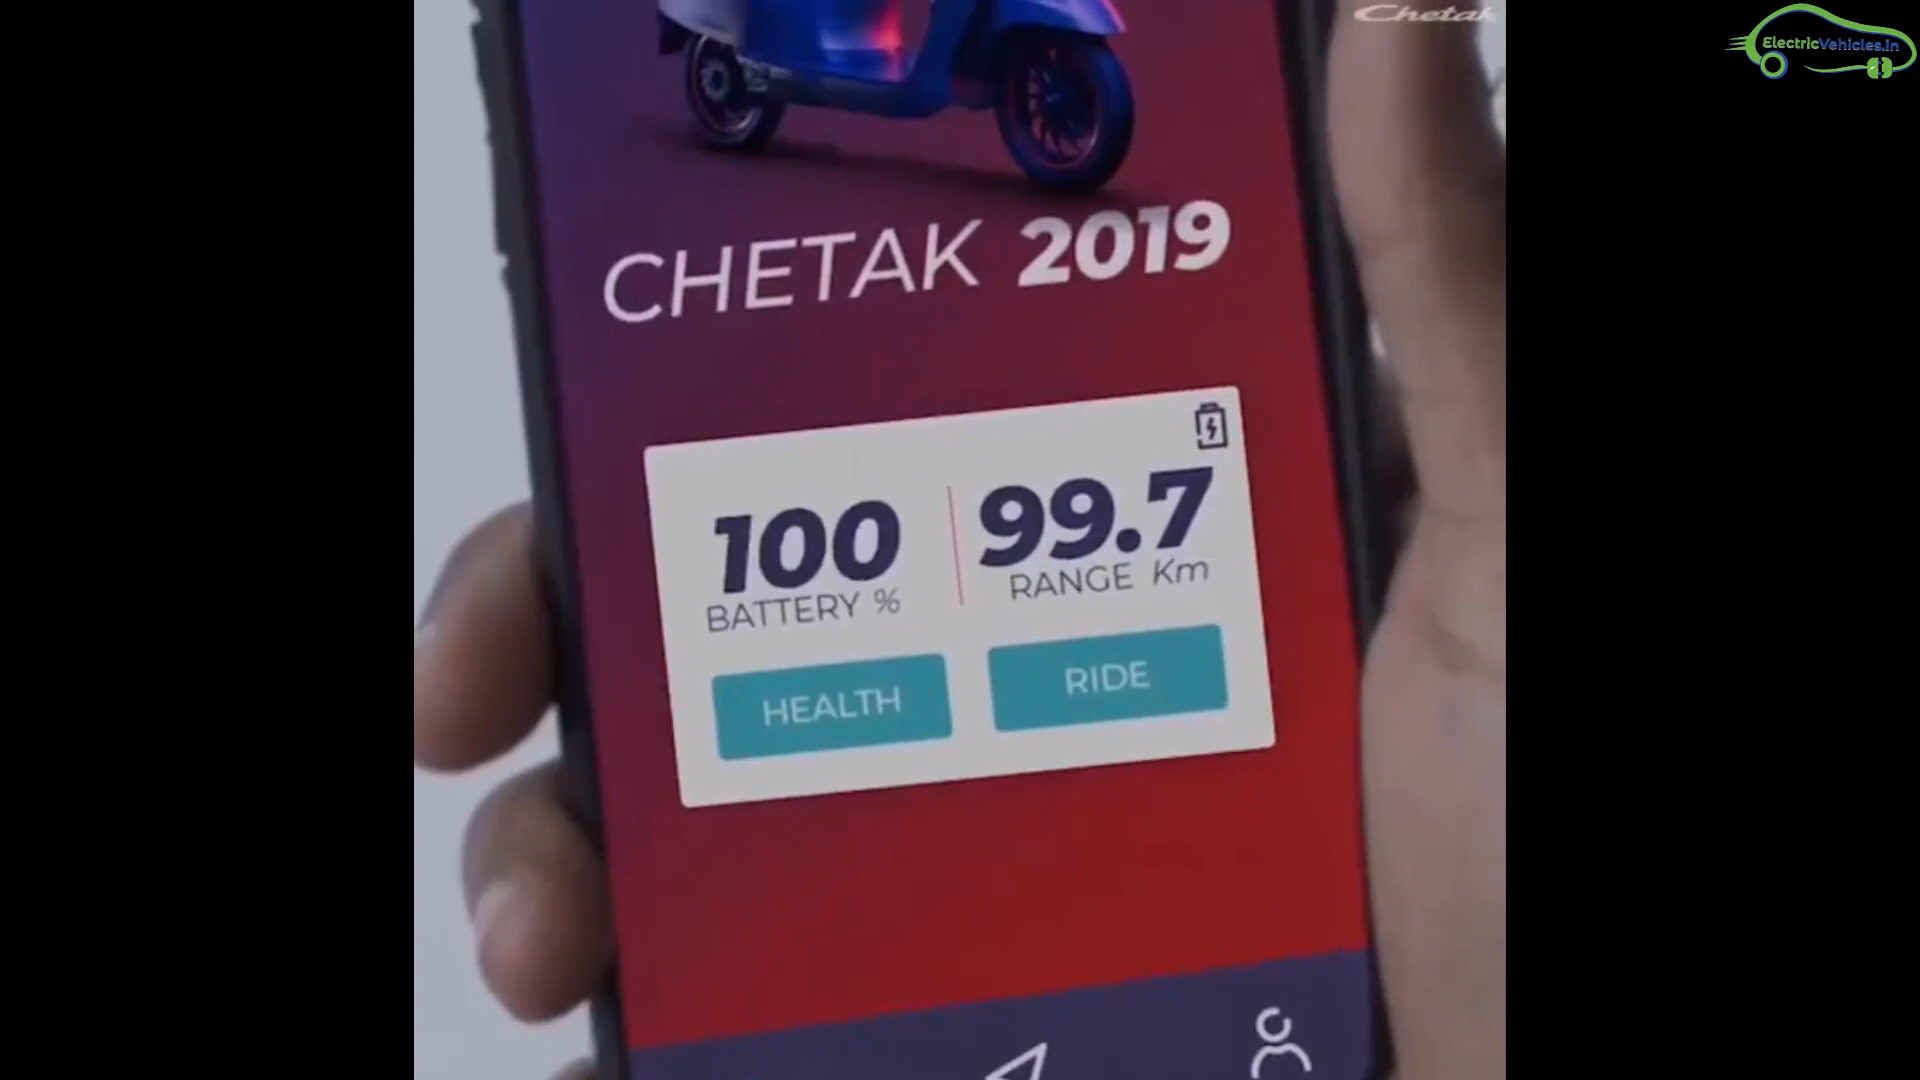 Chetak
ElectricVehicles.in
CHETAK 2019
100
BATTERY %
99.7
RANGE Km
HEALTH
RIDE